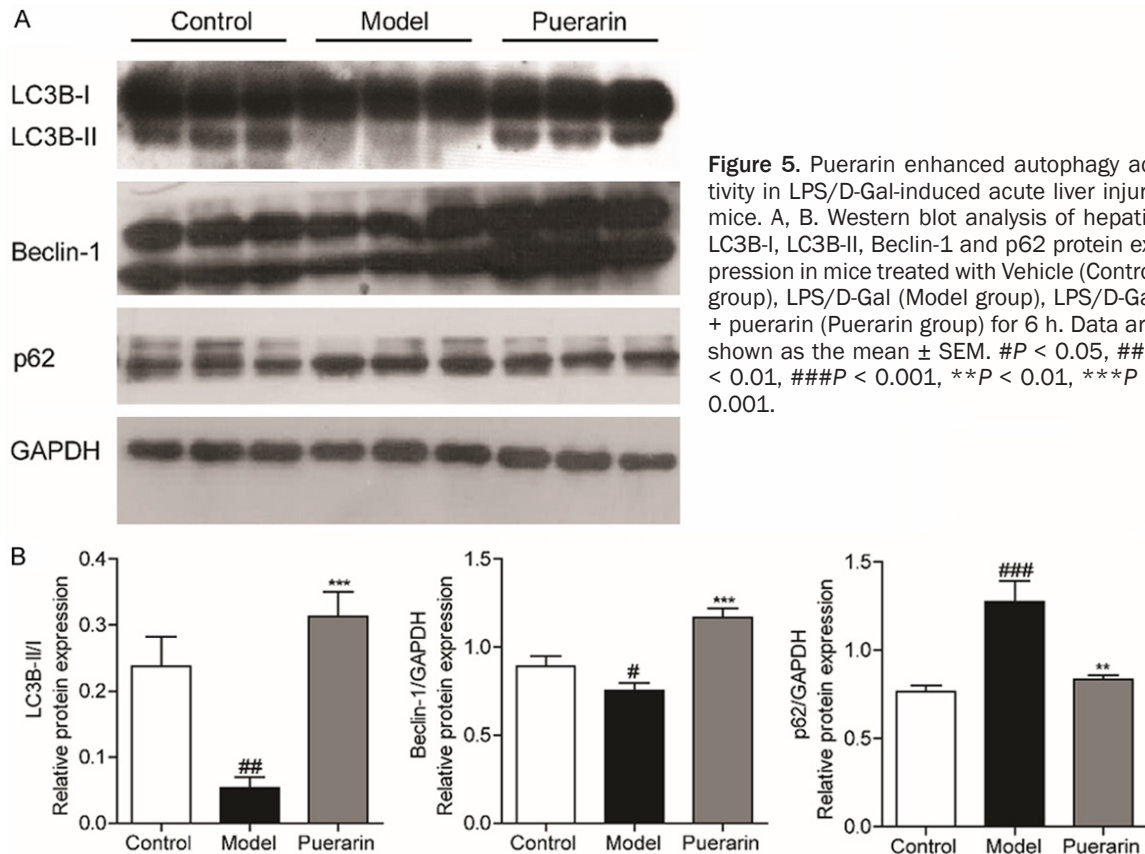 A
Control Model Puerarin
LC3B-I
LC3B-II
Beclin-1
p62
GAPDH
Figure 5. Puerarin enhanced autophagy ac
tivity in LPS/D-Gal-induced acute liver injur
mice. A, B. Western blot analysis of hepati
LC3B-I, LC3B-II, Beclin-1 and p62 protein ex
pression in mice treated with Vehicle (Contro
group), LPS/D-Gal (Model group), LPS/D-Ga
+ puerarin (Puerarin group) for 6 h. Data ar
shown as the mean ± SEM. #P < 0.05, ##
< 0.01, ###P < 0.001, **P < 0.01, ***P
0.001.
B
LC3B-II/I
Relative protein expression
0.4
0.3
0.2
0.1
0.0
##
***
Control Model Puerarin
Beclin-1/GAPDH
Relative protein expression
1.5
1.0
0.5
0.0
#
***
Control Model Puerarin
p62/GAPDH
Relative protein expression
1.5
1.0
0.5
0.0
###
**
Control Model Puerarin